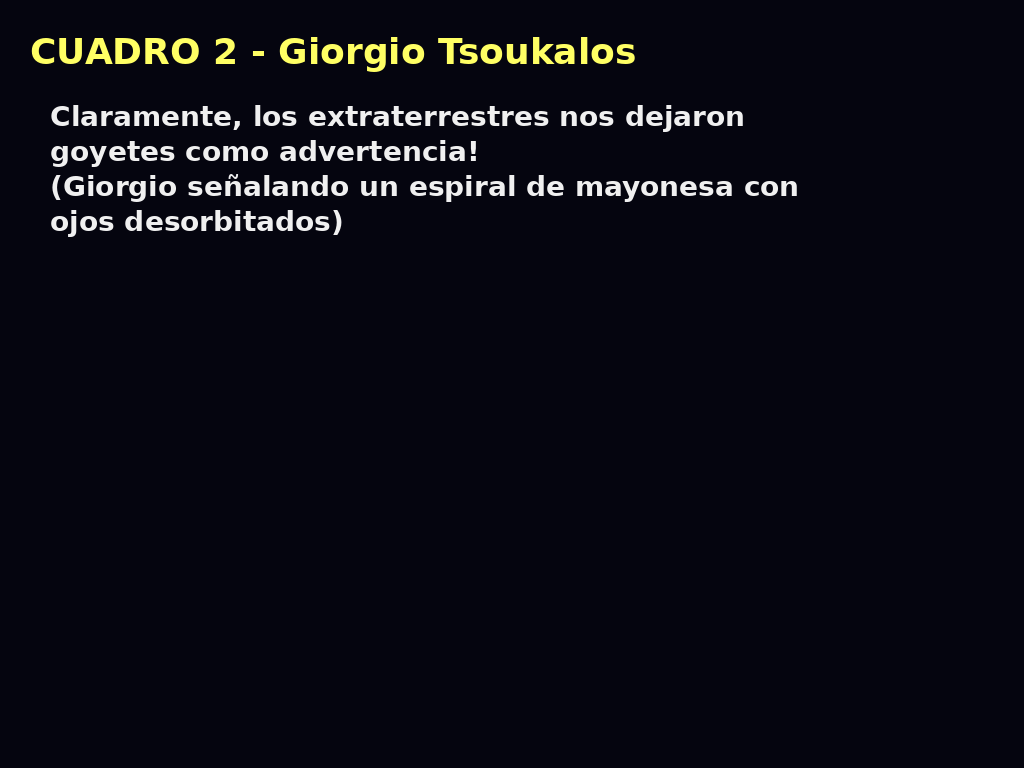 CUADRO 2 - Giorgio Tsoukalos
Claramente, los extraterrestres nos dejaron
goyetes como advertencia!
(Giorgio señalando un espiral de mayonesa con
ojos desorbitados)